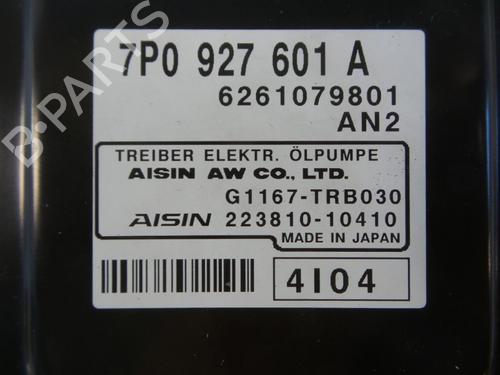 7P0 927 601 A
6261079801
AN2
TREIBER ELEKTR. ÖLPUMPE
AISIN AW CO., LTD.
G1167-TRB030
AISIN 223810-10410
MADE IN JAPAN
4I04
B-PARTS